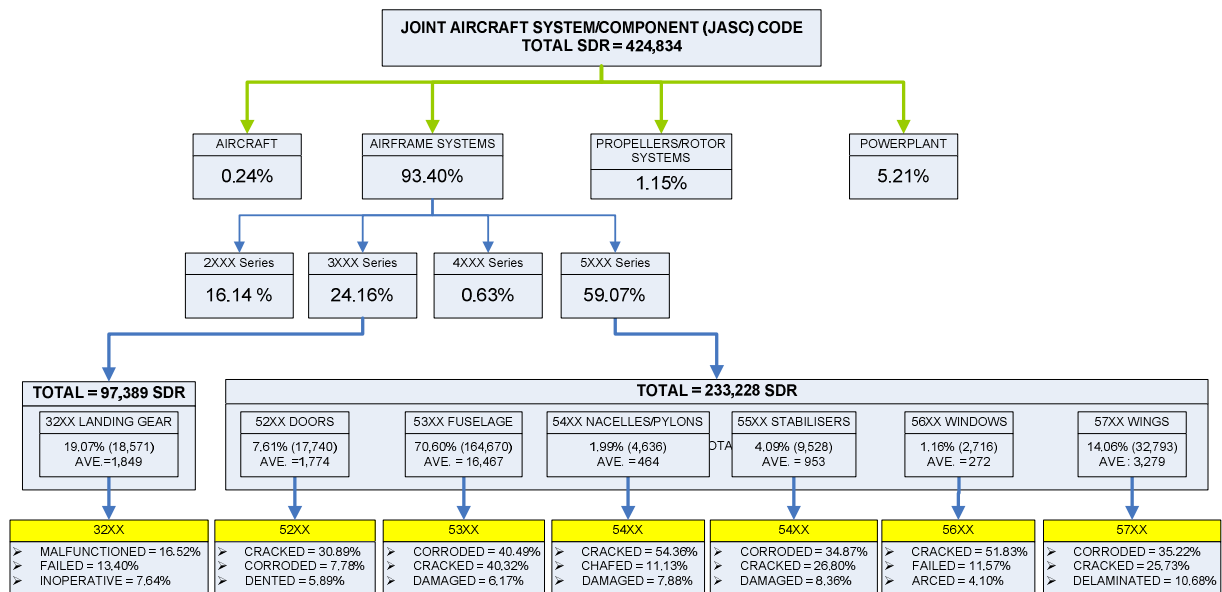 JOINT AIRCRAFT SYSTEM/COMPONENT (JASC) CODE
TOTAL SDR = 424,834
AIRCRAFT
0.24%
AIRFRAME SYSTEMS
93.40%
PROPELLERS/ROTOR
SYSTEMS
1.15%
POWERPLANT
5.21%
2XXX Series
16.14 %
3XXX Series
24.16%
4XXX Series
0.63%
5XXX Series
59.07%
TOTAL = 97,389 SDR
32XX LANDING GEAR
19.07% (18,571)
AVE.=1,849
TOTAL = 233,228 SDR
52XX DOORS
7.61% (17,740)
AVE. =1,774
53XX FUSELAGE
70.60% (164,670)
AVE. = 16,467
54XX NACELLES/PYLONS
1.99% (4,636)
AVE. = 464
OTA
55XX STABILISERS
4.09% (9,528)
AVE. = 953
56XX WINDOWS
1.16% (2,716)
AVE. = 272
57XX WINGS
14.06% (32,793)
AVE.: 3,279
32XX
➢ MALFUNCTIONED = 16.52%
➢ FAILED = 13.40%
➢ INOPERATIVE = 7.64%
52XX
➢ CRACKED = 30.89%
➢ CORRODED = 7.78%
➢ DENTED = 5.89%
53XX
➢ CORRODED = 40.49%
➢ CRACKED = 40.32%
➢ DAMAGED = 6.17%
54XX
➢ CRACKED = 54.36%
➢ CHAFED = 11.13%
➢ DAMAGED = 7.88%
54XX
➢ CORRODED = 34.87%
➢ CRACKED = 26.80%
➢ DAMAGED = 8.36%
56XX
➢ CRACKED = 51.83%
➢ FAILED = 11.57%
➢ ARCED = 4.10%
57XX
➢ CORRODED = 35.22%
➢ CRACKED = 25.73%
➢ DELAMINATED = 10.68%